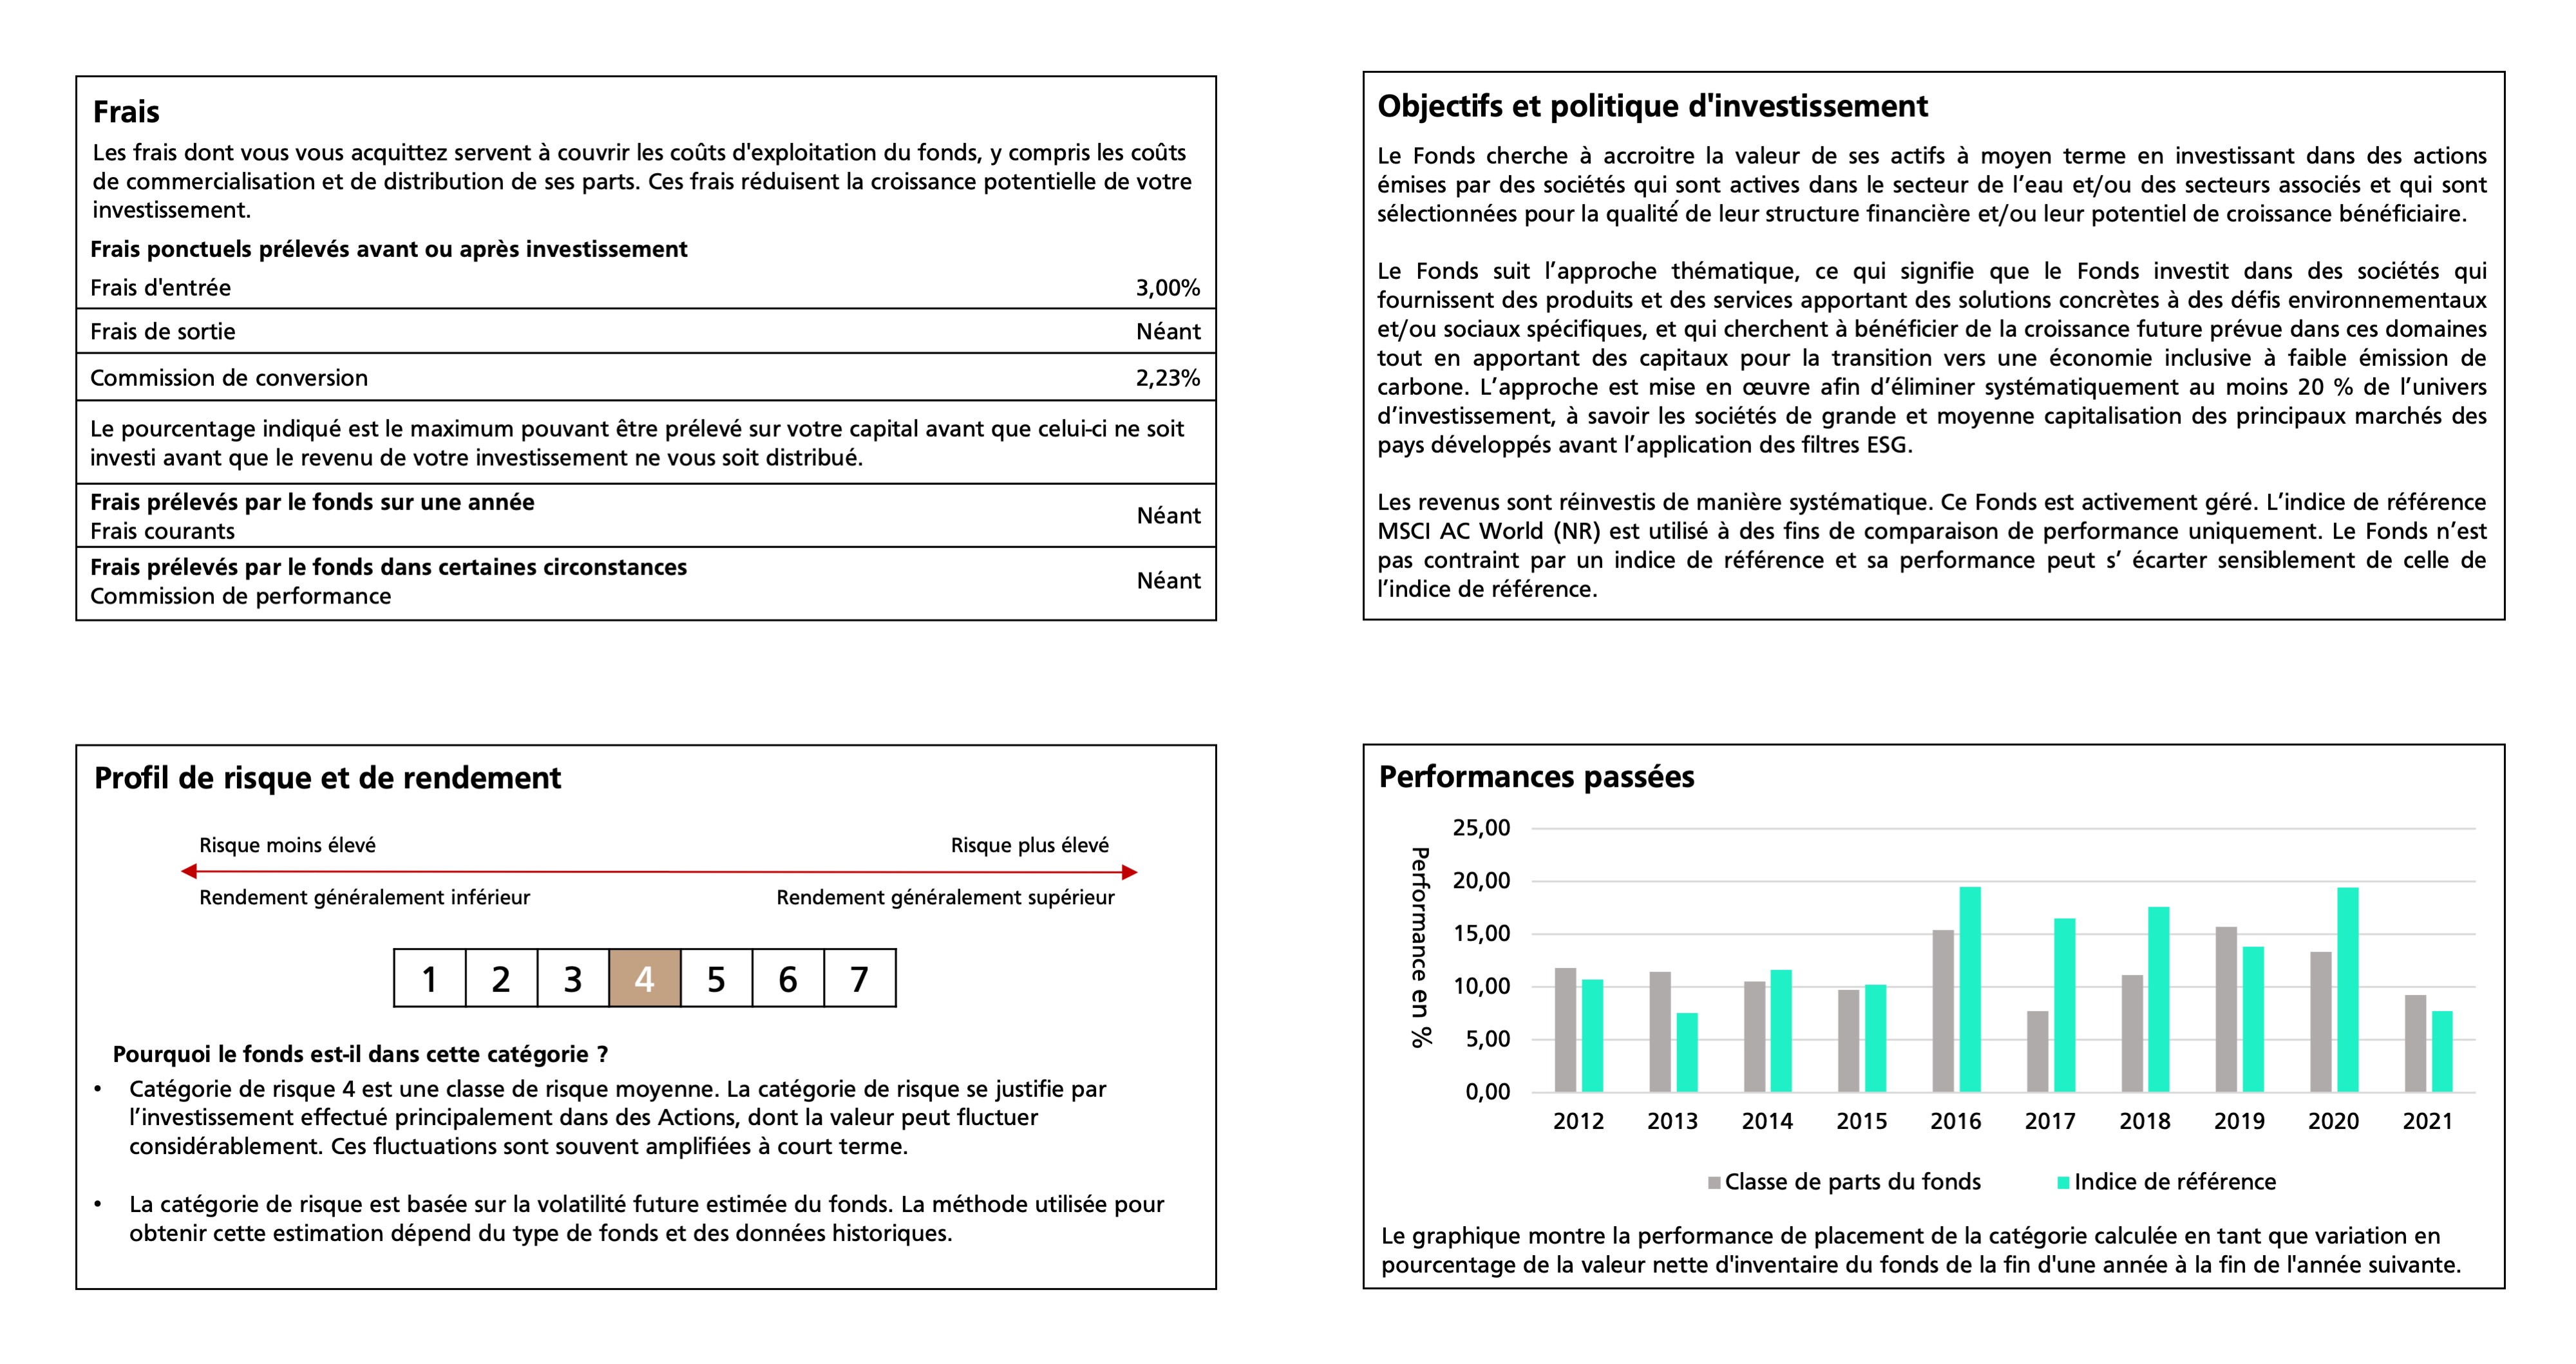 Frais
Les frais dont vous vous acquittez servent à couvrir les coûts d'exploitation du fonds, y compris les coûts
de commercialisation et de distribution de ses parts. Ces frais réduisent la croissance potentielle de votre
investissement.
Frais ponctuels prélevés avant ou après investissement
Frais d'entrée 3,00%
Frais de sortie Néant
Commission de conversion 2,23%
Le pourcentage indiqué est le maximum pouvant être prélevé sur votre capital avant que celui-ci ne soit
investi avant que le revenu de votre investissement ne vous soit distribué.
Frais prélevés par le fonds sur une année
Frais courants Néant
Frais prélevés par le fonds dans certaines circonstances
Commission de performance Néant
Objectifs et politique d'investissement
Le Fonds cherche à accroitre la valeur de ses actifs à moyen terme en investissant dans des actions
émises par des sociétés qui sont actives dans le secteur de l’eau et/ou des secteurs associés et qui sont
sélectionnées pour la qualité́ de leur structure financière et/ou leur potentiel de croissance bénéficiaire.
Le Fonds suit l’approche thématique, ce qui signifie que le Fonds investit dans des sociétés qui
fournissent des produits et des services apportant des solutions concrètes à des défis environnementaux
et/ou sociaux spécifiques, et qui cherchent à bénéficier de la croissance future prévue dans ces domaines
tout en apportant des capitaux pour la transition vers une économie inclusive à faible émission de
carbone. L’approche est mise en œuvre afin d’éliminer systématiquement au moins 20 % de l’univers
d’investissement, à savoir les sociétés de grande et moyenne capitalisation des principaux marchés des
pays développés avant l’application des filtres ESG.
Les revenus sont réinvestis de manière systématique. Ce Fonds est activement géré. L’indice de référence
MSCI AC World (NR) est utilisé à des fins de comparaison de performance uniquement. Le Fonds n’est
pas contraint par un indice de référence et sa performance peut s’ écarter sensiblement de celle de
l’indice de référence.
Profil de risque et de rendement
Risque moins élevé Risque plus élevé
Rendement généralement inférieur Rendement généralement supérieur
1 2 3 4 5 6 7
Pourquoi le fonds est-il dans cette catégorie ?
• Catégorie de risque 4 est une classe de risque moyenne. La catégorie de risque se justifie par
l’investissement effectué principalement dans des Actions, dont la valeur peut fluctuer
considérablement. Ces fluctuations sont souvent amplifiées à court terme.
• La catégorie de risque est basée sur la volatilité future estimée du fonds. La méthode utilisée pour
obtenir cette estimation dépend du type de fonds et des données historiques.
Performances passées
Performance en %
25,00
20,00
15,00
10,00
5,00
0,00
2012 2013 2014 2015 2016 2017 2018 2019 2020 2021
Classe de parts du fonds Indice de référence
Le graphique montre la performance de placement de la catégorie calculée en tant que variation en
pourcentage de la valeur nette d'inventaire du fonds de la fin d'une année à la fin de l'année suivante.